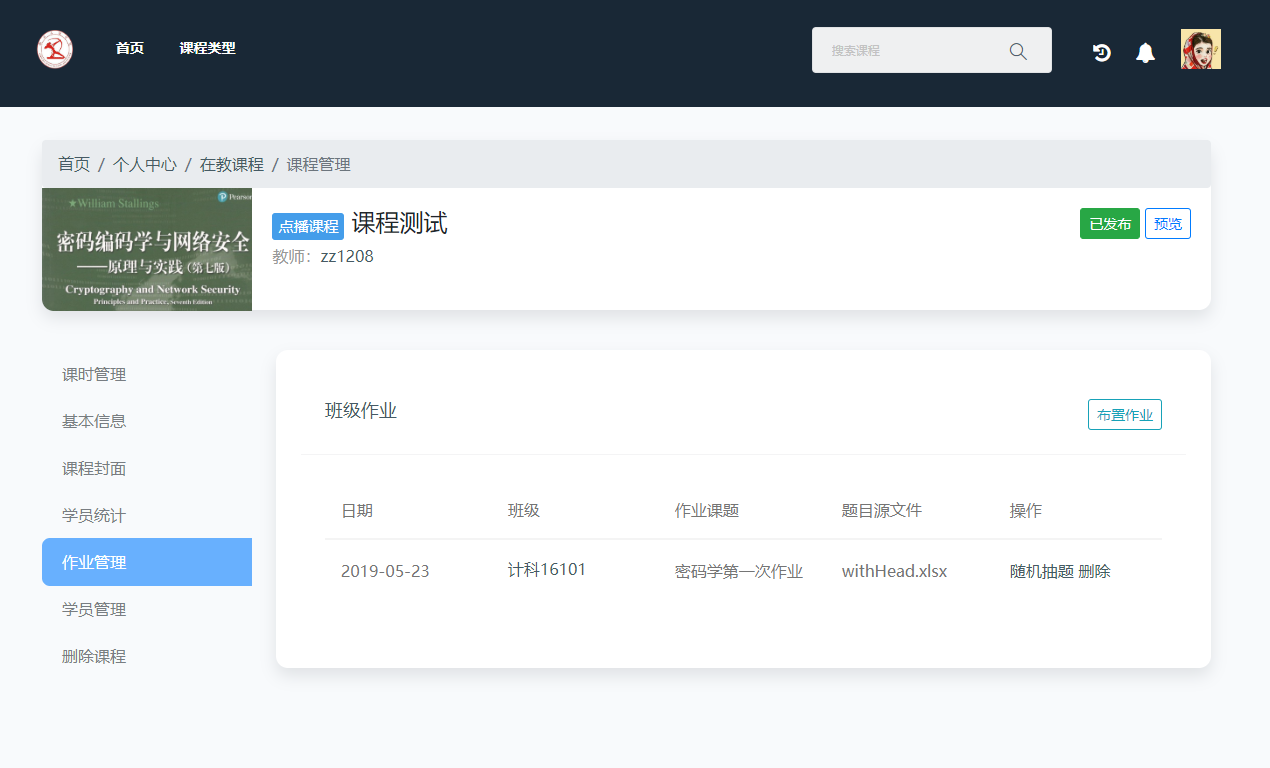 首页 课程类型 搜索课程
首页 / 个人中心 / 在教课程 / 课程管理
★William Stallings
Pearson
密码编码学与网络安全
——原理与实践(第七版)
Cryptography and Network Security
Principles and Practice, Seventh Edition
点播课程 课程测试
教师：zz1208
已发布 预览
课时管理
基本信息
课程封面
学员统计
作业管理
学员管理
删除课程
班级作业 布置作业
日期 班级 作业课题 题目源文件 操作
2019-05-23 计科16101 密码学第一次作业 withHead.xlsx 随机抽题 删除